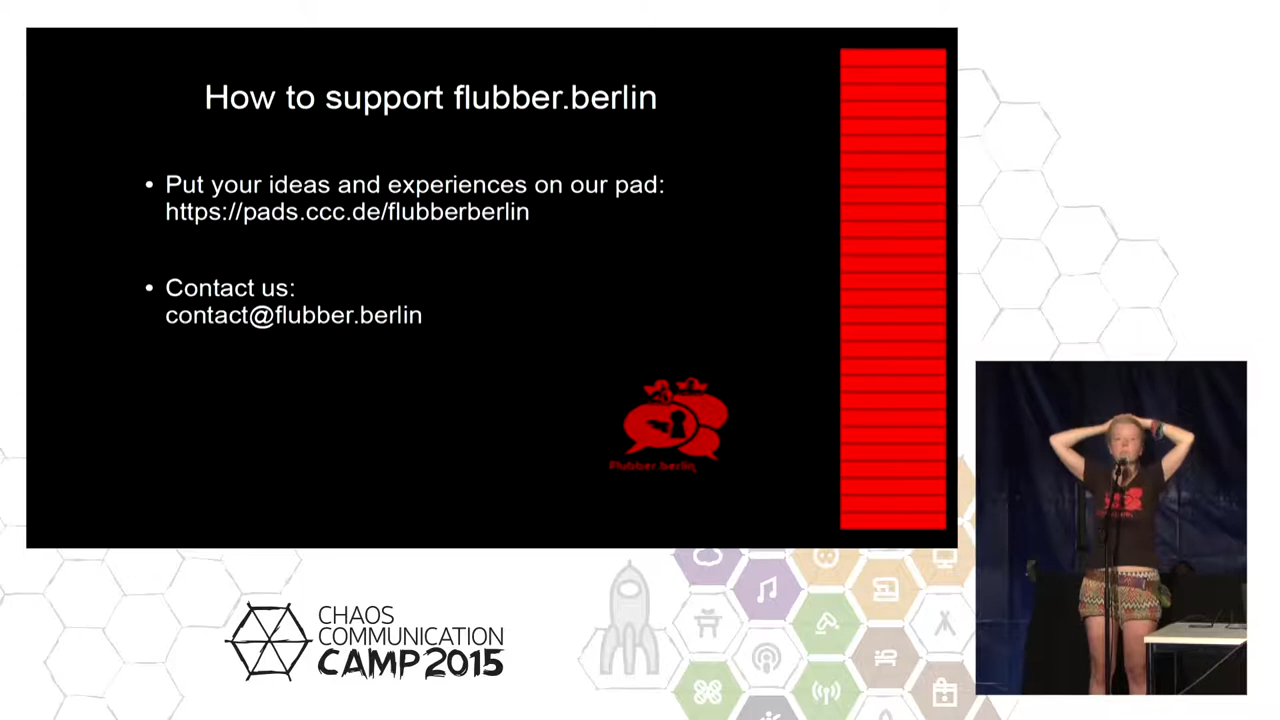 How to support flubber.berlin
• Put your ideas and experiences on our pad:
https://pads.ccc.de/flubberberlin
• Contact us:
contact@flubber.berlin
Flubber.berlin
CHAOS
COMMUNICATION
CAMP 2015